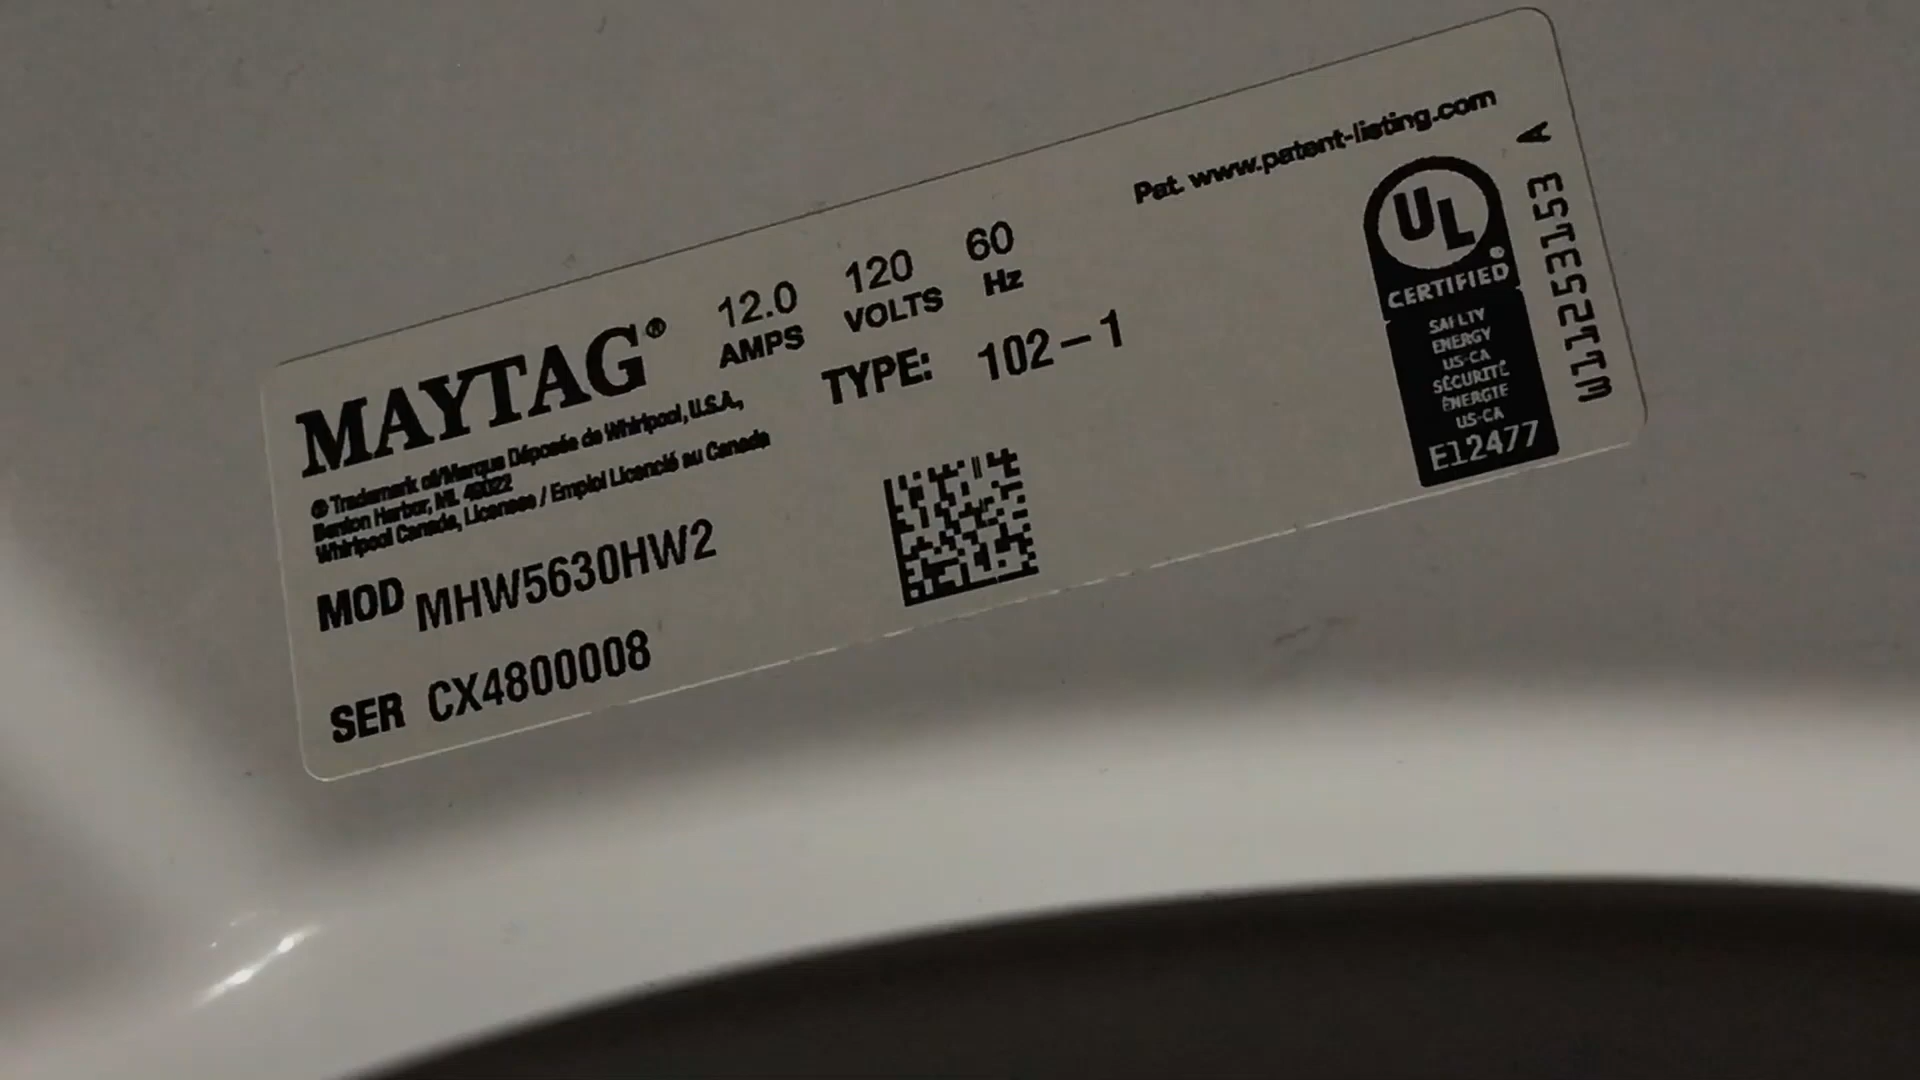 Pat. www.patent-listing.com
12.0 120 60
AMPS VOLTS Hz
MAYTAG®
TYPE: 102-1
® Trademark of/Marque Déposée de Whirlpool, U.S.A.,
Benton Harbor, MI. 49022
Whirlpool Canada, Licensee / Emploi Licencié au Canada
MOD MHW5630HW2
SER CX4800008
UL
®
CERTIFIED
SAFETY
ENERGY
US-CA
SÉCURITÉ
ÉNERGIE
US-CA
E12477
W11253153 A